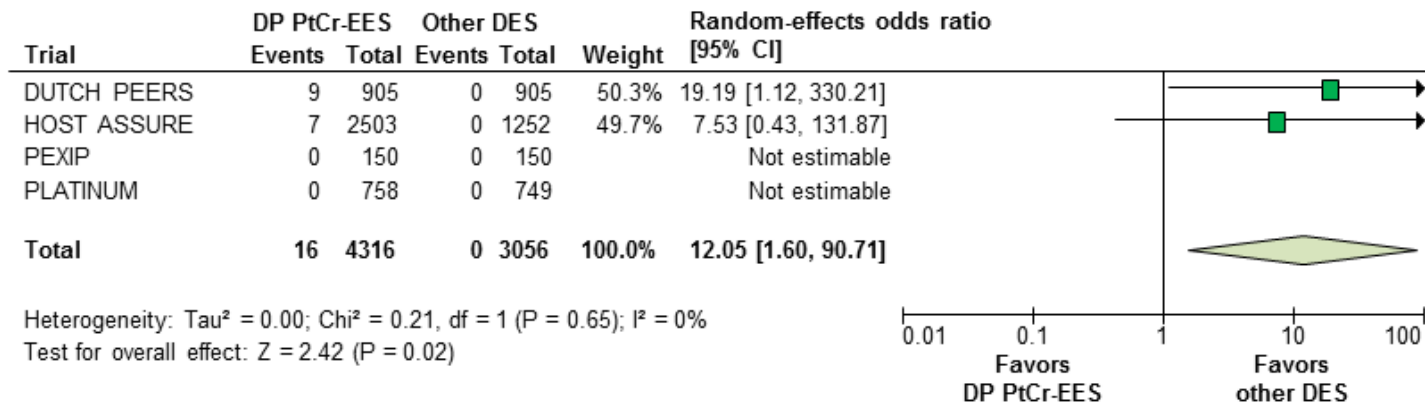 DP PtCr-EES Other DES Random-effects odds ratio
Trial Events Total Events Total Weight [95% CI]
DUTCH PEERS 9 905 0 905 50.3% 19.19 [1.12, 330.21]
HOST ASSURE 7 2503 0 1252 49.7% 7.53 [0.43, 131.87]
PEXIP 0 150 0 150 Not estimable
PLATINUM 0 758 0 749 Not estimable
Total 16 4316 0 3056 100.0% 12.05 [1.60, 90.71]
Heterogeneity: Tau² = 0.00; Chi² = 0.21, df = 1 (P = 0.65); I² = 0%
Test for overall effect: Z = 2.42 (P = 0.02)
0.01 0.1 1 10 100
Favors Favors
DP PtCr-EES other DES